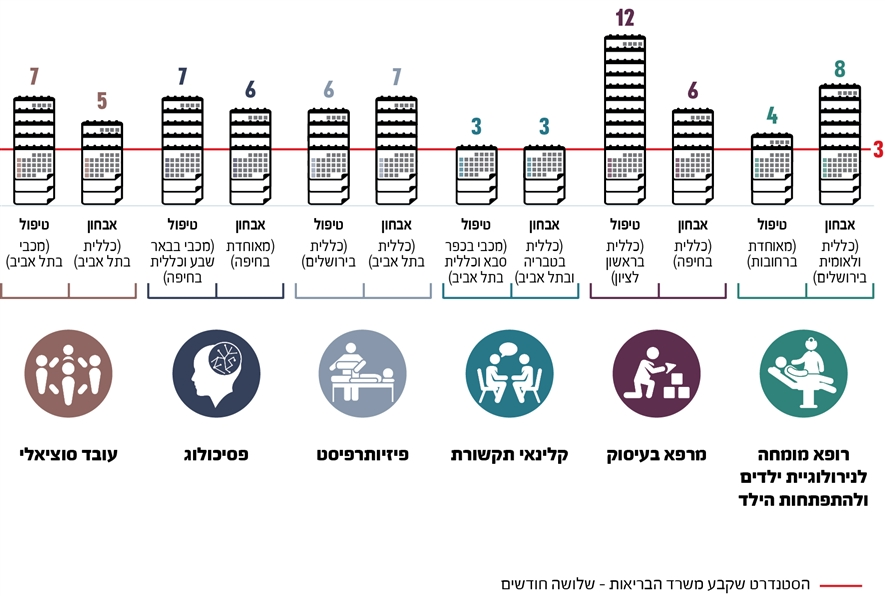 12
8
7
7
7
6
6
6
5
4
3
3
3
אבחון
טיפול
אבחון
טיפול
אבחון
טיפול
אבחון
טיפול
אבחון
טיפול
אבחון
טיפול
(כללית
ולאומית
בירושלים)
(מאוחדת
ברחובות)
(כללית
בחיפה)
(כללית
בראשון
לציון)
(כללית
בטבריה
ובתל אביב)
(מכבי בכפר
סבא וכללית
בתל אביב)
(כללית
בתל אביב)
(כללית
בירושלים)
(מאוחדת
בחיפה)
(מכבי בבאר
שבע וכללית
בחיפה)
(כללית
בתל אביב)
(מכבי
בתל אביב)
רופא מומחה
לנירולוגיית ילדים
ולהתפתחות הילד
מרפא בעיסוק
קלינאי תקשורת
פיזיותרפיסט
פסיכולוג
עובד סוציאלי
הסטנדרט שקבע משרד הבריאות - שלושה חודשים